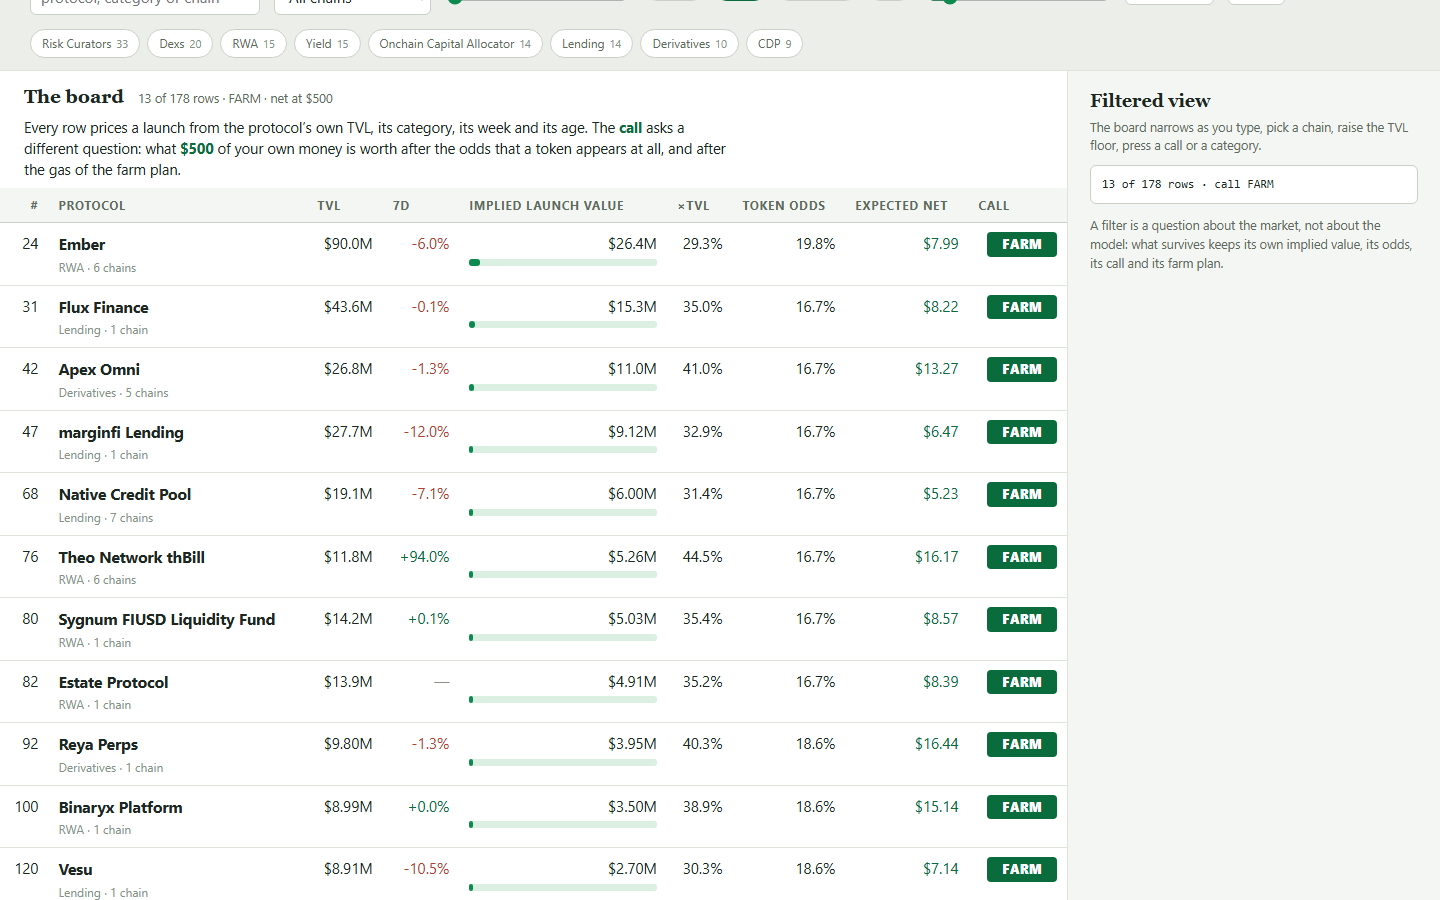 Risk Curators 33 Dexs 20 RWA 15 Yield 15 Onchain Capital Allocator 14 Lending 14 Derivatives 10 CDP 9
The board 13 of 178 rows · FARM · net at $500
Every row prices a launch from the protocol's own TVL, its category, its week and its age. The call asks a
different question: what $500 of your own money is worth after the odds that a token appears at all, and after
the gas of the farm plan.
# PROTOCOL TVL 7D IMPLIED LAUNCH VALUE ×TVL TOKEN ODDS EXPECTED NET CALL
24 Ember $90.0M -6.0% $26.4M 29.3% 19.8% $7.99 FARM
RWA · 6 chains
31 Flux Finance $43.6M -0.1% $15.3M 35.0% 16.7% $8.22 FARM
Lending · 1 chain
42 Apex Omni $26.8M -1.3% $11.0M 41.0% 16.7% $13.27 FARM
Derivatives · 5 chains
47 marginfi Lending $27.7M -12.0% $9.12M 32.9% 16.7% $6.47 FARM
Lending · 1 chain
68 Native Credit Pool $19.1M -7.1% $6.00M 31.4% 16.7% $5.23 FARM
Lending · 7 chains
76 Theo Network thBill $11.8M +94.0% $5.26M 44.5% 16.7% $16.17 FARM
RWA · 6 chains
80 Sygnum FIUSD Liquidity Fund $14.2M +0.1% $5.03M 35.4% 16.7% $8.57 FARM
RWA · 1 chain
82 Estate Protocol $13.9M — $4.91M 35.2% 16.7% $8.39 FARM
RWA · 1 chain
92 Reya Perps $9.80M -1.3% $3.95M 40.3% 18.6% $16.44 FARM
Derivatives · 1 chain
100 Binaryx Platform $8.99M +0.0% $3.50M 38.9% 18.6% $15.14 FARM
RWA · 1 chain
120 Vesu $8.91M -10.5% $2.70M 30.3% 18.6% $7.14 FARM
Lending · 1 chain
Filtered view
The board narrows as you type, pick a chain, raise the TVL
floor, press a call or a category.
13 of 178 rows · call FARM
A filter is a question about the market, not about the
model: what survives keeps its own implied value, its odds,
its call and its farm plan.